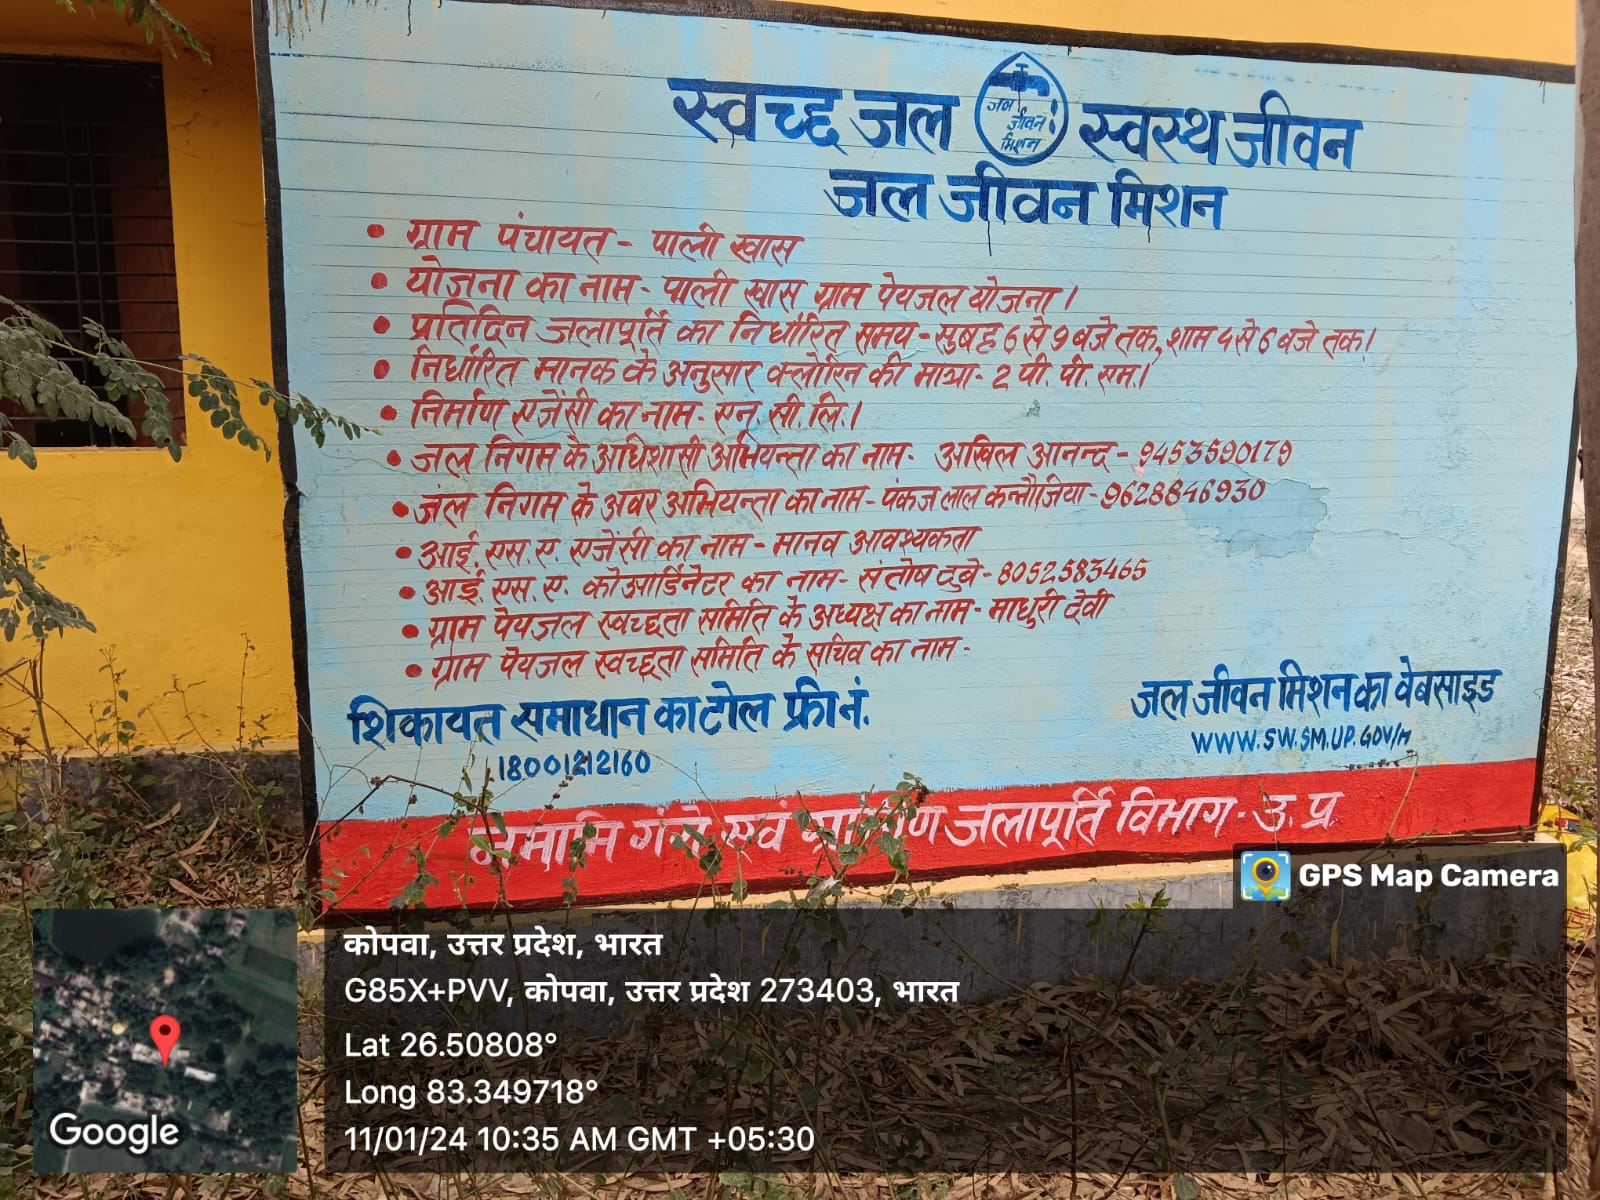 स्वच्छ जल जल जीवन मिशन स्वस्थ जीवन
जल जीवन मिशन
• ग्राम पंचायत - पाली खास
• योजना का नाम - पाली खास ग्राम पेयजल योजना।
• प्रतिदिन जलापूर्ति का निर्धारित समय - सुबह 6 से 9 बजे तक, शाम 4 से 6 बजे तक।
• निर्धारित मानक के अनुसार क्लोरिन की मात्रा - 2 पी. पी. एम.।
• निर्माण एजेंसी का नाम - एन. सी. लि.।
• जल निगम के अधिशासी अभियन्ता का नाम - अखिल आनन्द - 9453590179
• जल निगम के अवर अभियन्ता का नाम - पंकज लाल कन्नौजिया - 9628846930
• आई. एस. ए. एजेंसी का नाम - मानव आवश्यकता
• आई. एस. ए. कोआर्डिनेटर का नाम - संतोष दुबे - 8052583465
• ग्राम पेयजल स्वच्छता समिति के अध्यक्ष का नाम - माधुरी देवी
• ग्राम पेयजल स्वच्छता समिति के सचिव का नाम -
शिकायत समाधान का टोल फ्री नं.
18001212160
जल जीवन मिशन का वेबसाइड
WWW.SW.SM.UP.GOV/H
नमामि गंगे एवं ग्रामीण जलापूर्ति विभाग - उ. प्र
GPS Map Camera
कोपवा, उत्तर प्रदेश, भारत
G85X+PVV, कोपवा, उत्तर प्रदेश 273403, भारत
Lat 26.50808°
Long 83.349718°
11/01/24 10:35 AM GMT +05:30
Google